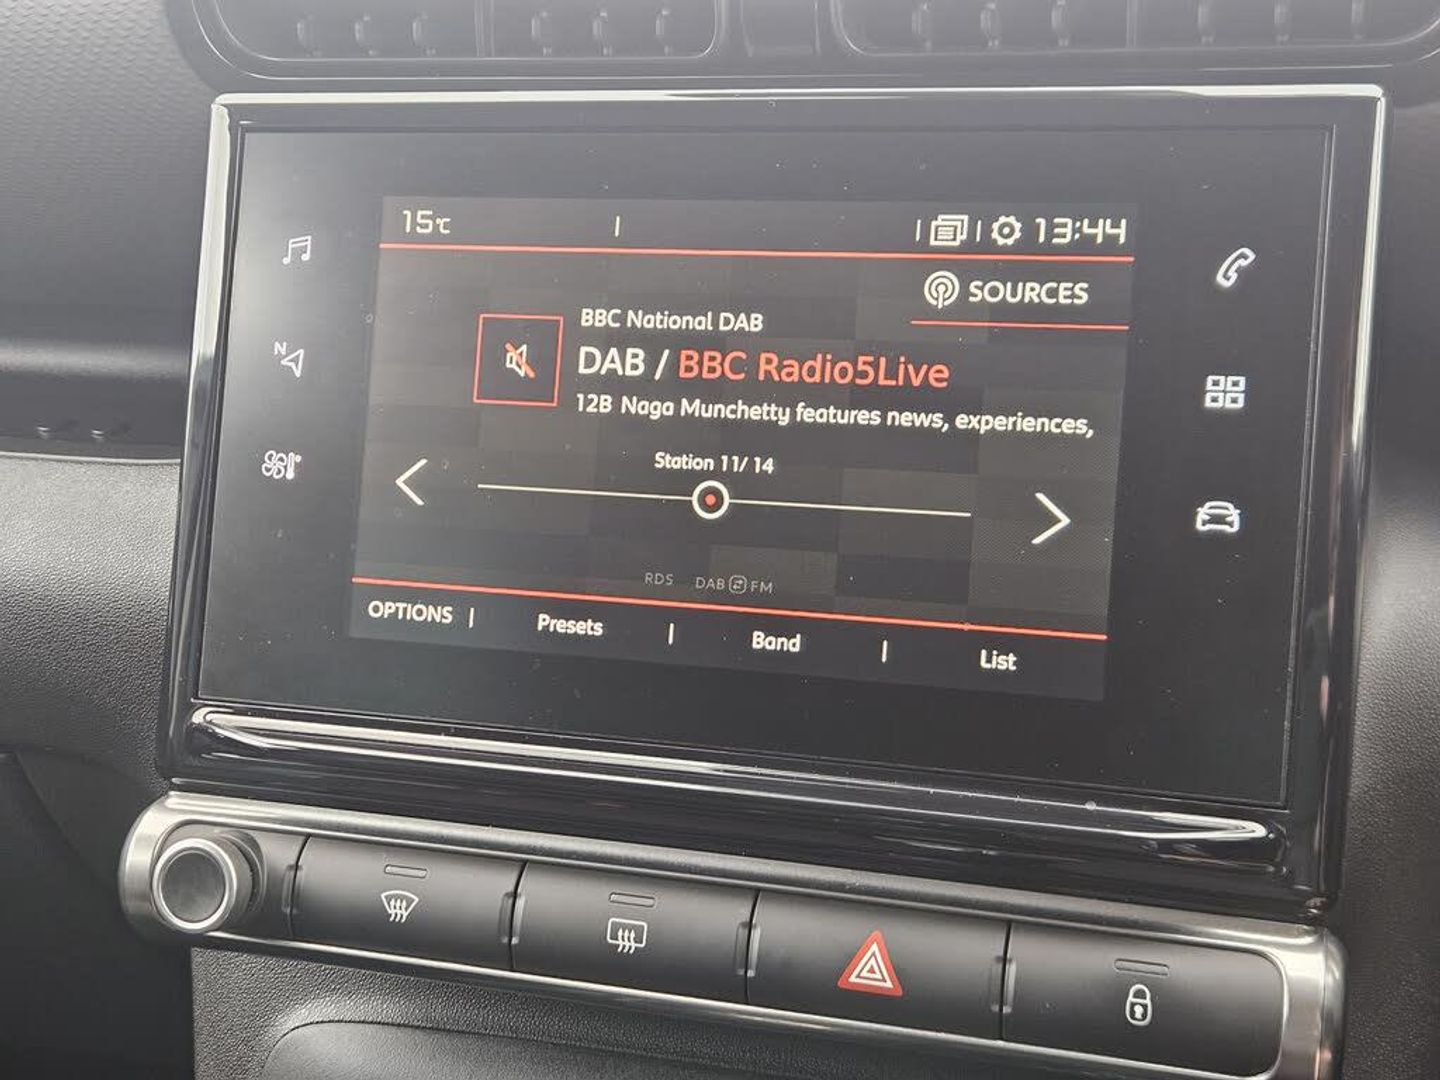 15°C
13:44
SOURCES
BBC National DAB
DAB / BBC Radio5Live
12B Naga Munchetty features news, experiences,
Station 11/ 14
RDS DAB FM
OPTIONS Presets Band List
N